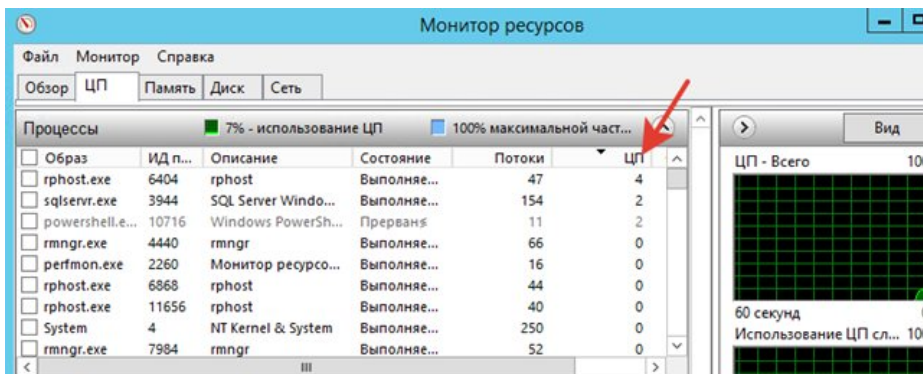 Монитор ресурсов
Файл Монитор Справка
Обзор ЦП Память Диск Сеть
Процессы 7% - использование ЦП 100% максимальной част...
Вид
Образ ИД п... Описание Состояние Потоки ЦП
rphost.exe 6404 rphost Выполняе... 47 4
sqlservr.exe 3944 SQL Server Windo... Выполняе... 154 2
powershell.e... 10716 Windows PowerSh... Прерван 11 2
rmngr.exe 4440 rmngr Выполняе... 66 0
perfmon.exe 2260 Монитор ресурсо... Выполняе... 16 0
rphost.exe 6868 rphost Выполняе... 44 0
rphost.exe 11656 rphost Выполняе... 40 0
System 4 NT Kernel & System Выполняе... 250 0
rmngr.exe 7984 rmngr Выполняе... 52 0
ЦП - Всего 10
60 секунд
Использование ЦП сл... 10